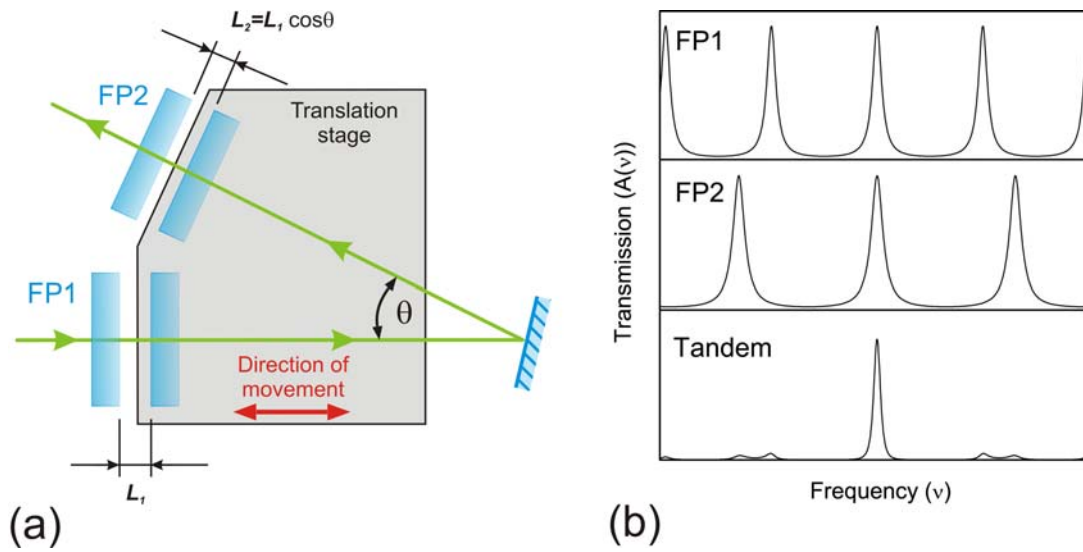 L₂=L₁ cosθ
FP2
Translation
stage
FP1
θ
Direction of
movement
L₁
(a)
FP1
FP2
Tandem
Transmission (A(ν))
Frequency (ν)
(b)